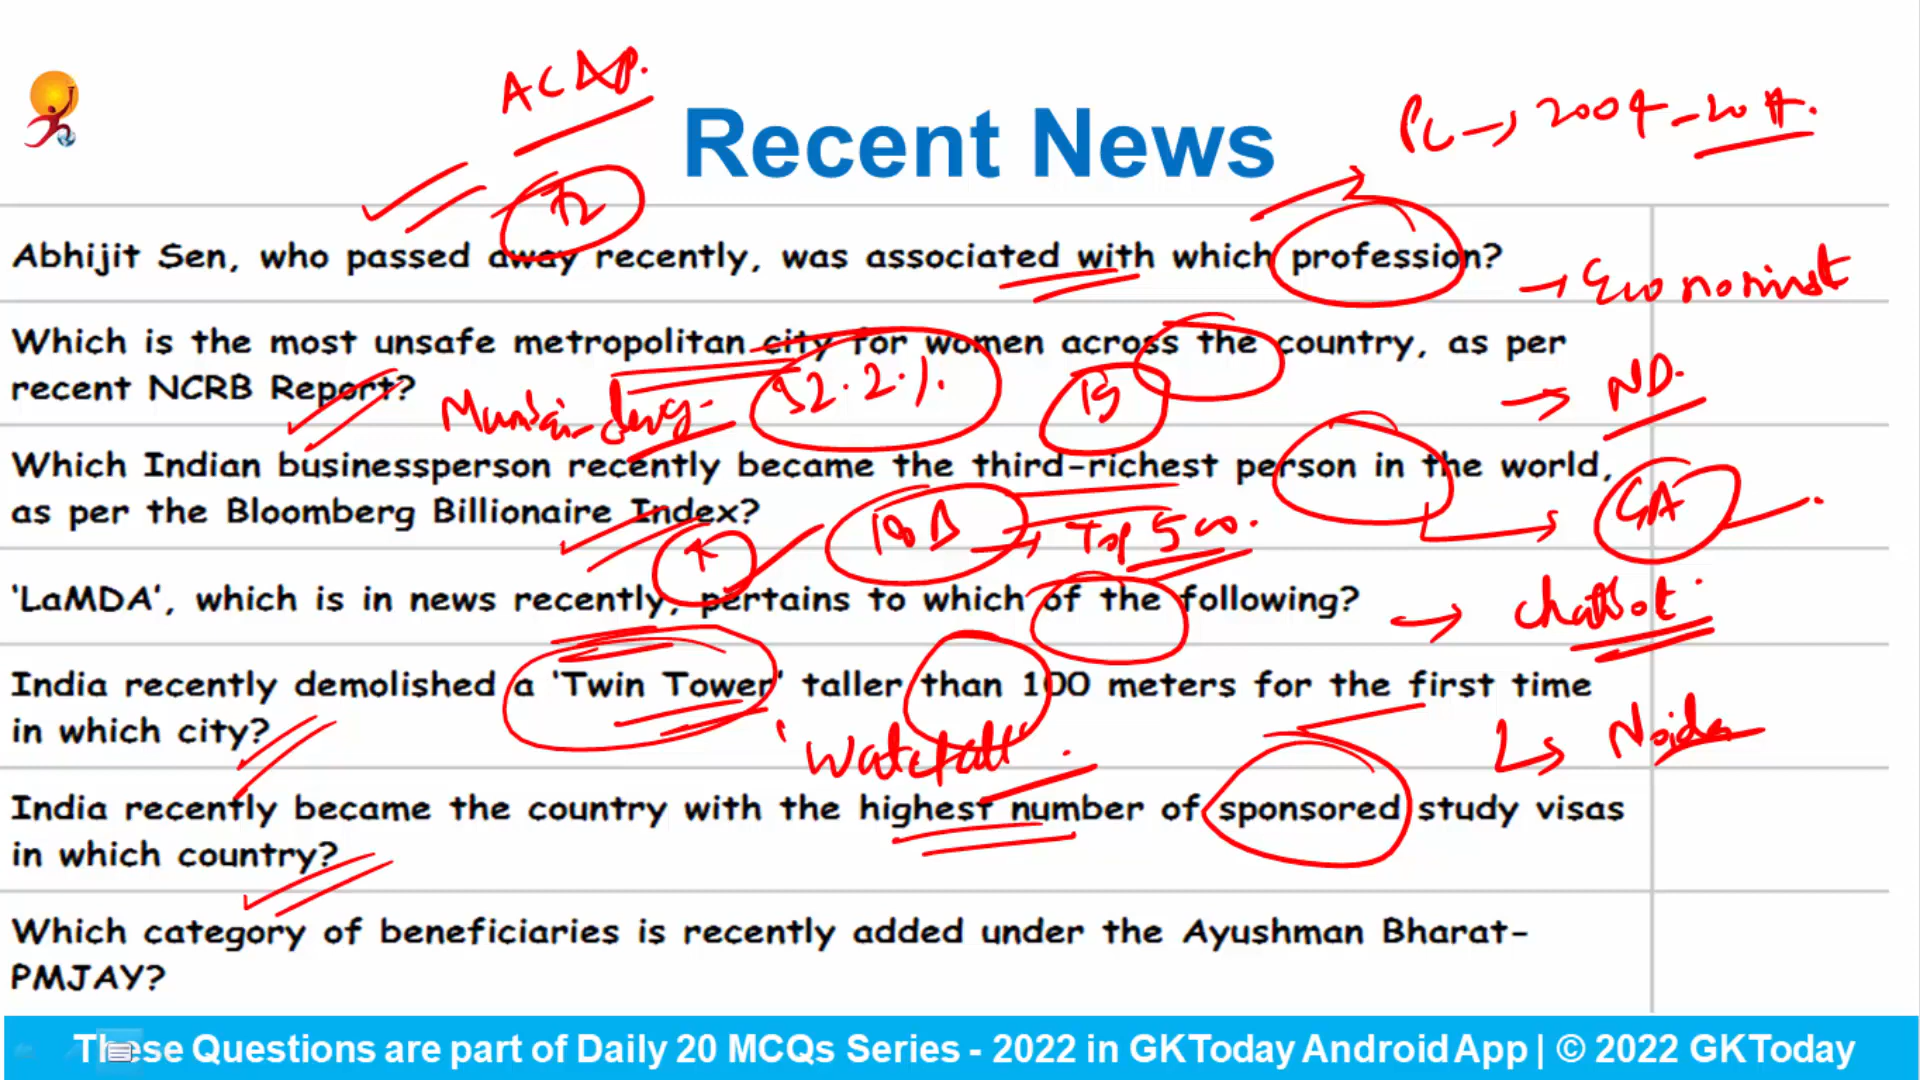 ACAP.
Recent News
PC → 2004-2014.
72
Abhijit Sen, who passed away recently, was associated with which profession?
→ Economist
Which is the most unsafe metropolitan city for women across the country, as per
recent NCRB Report?
Mumbai-Beng.
32.2%.
19
→ ND.
Which Indian businessperson recently became the third-richest person in the world,
as per the Bloomberg Billionaire Index?
→ Top 500.
GA
'LaMDA', which is in news recently, pertains to which of the following?
→ Chatbot.
India recently demolished a 'Twin Tower' taller than 100 meters for the first time
in which city?
"Waterfall".
→ Noida
India recently became the country with the highest number of sponsored study visas
in which country?
Which category of beneficiaries is recently added under the Ayushman Bharat-
PMJAY?
These Questions are part of Daily 20 MCQs Series - 2022 in GKToday Android App | © 2022 GKToday